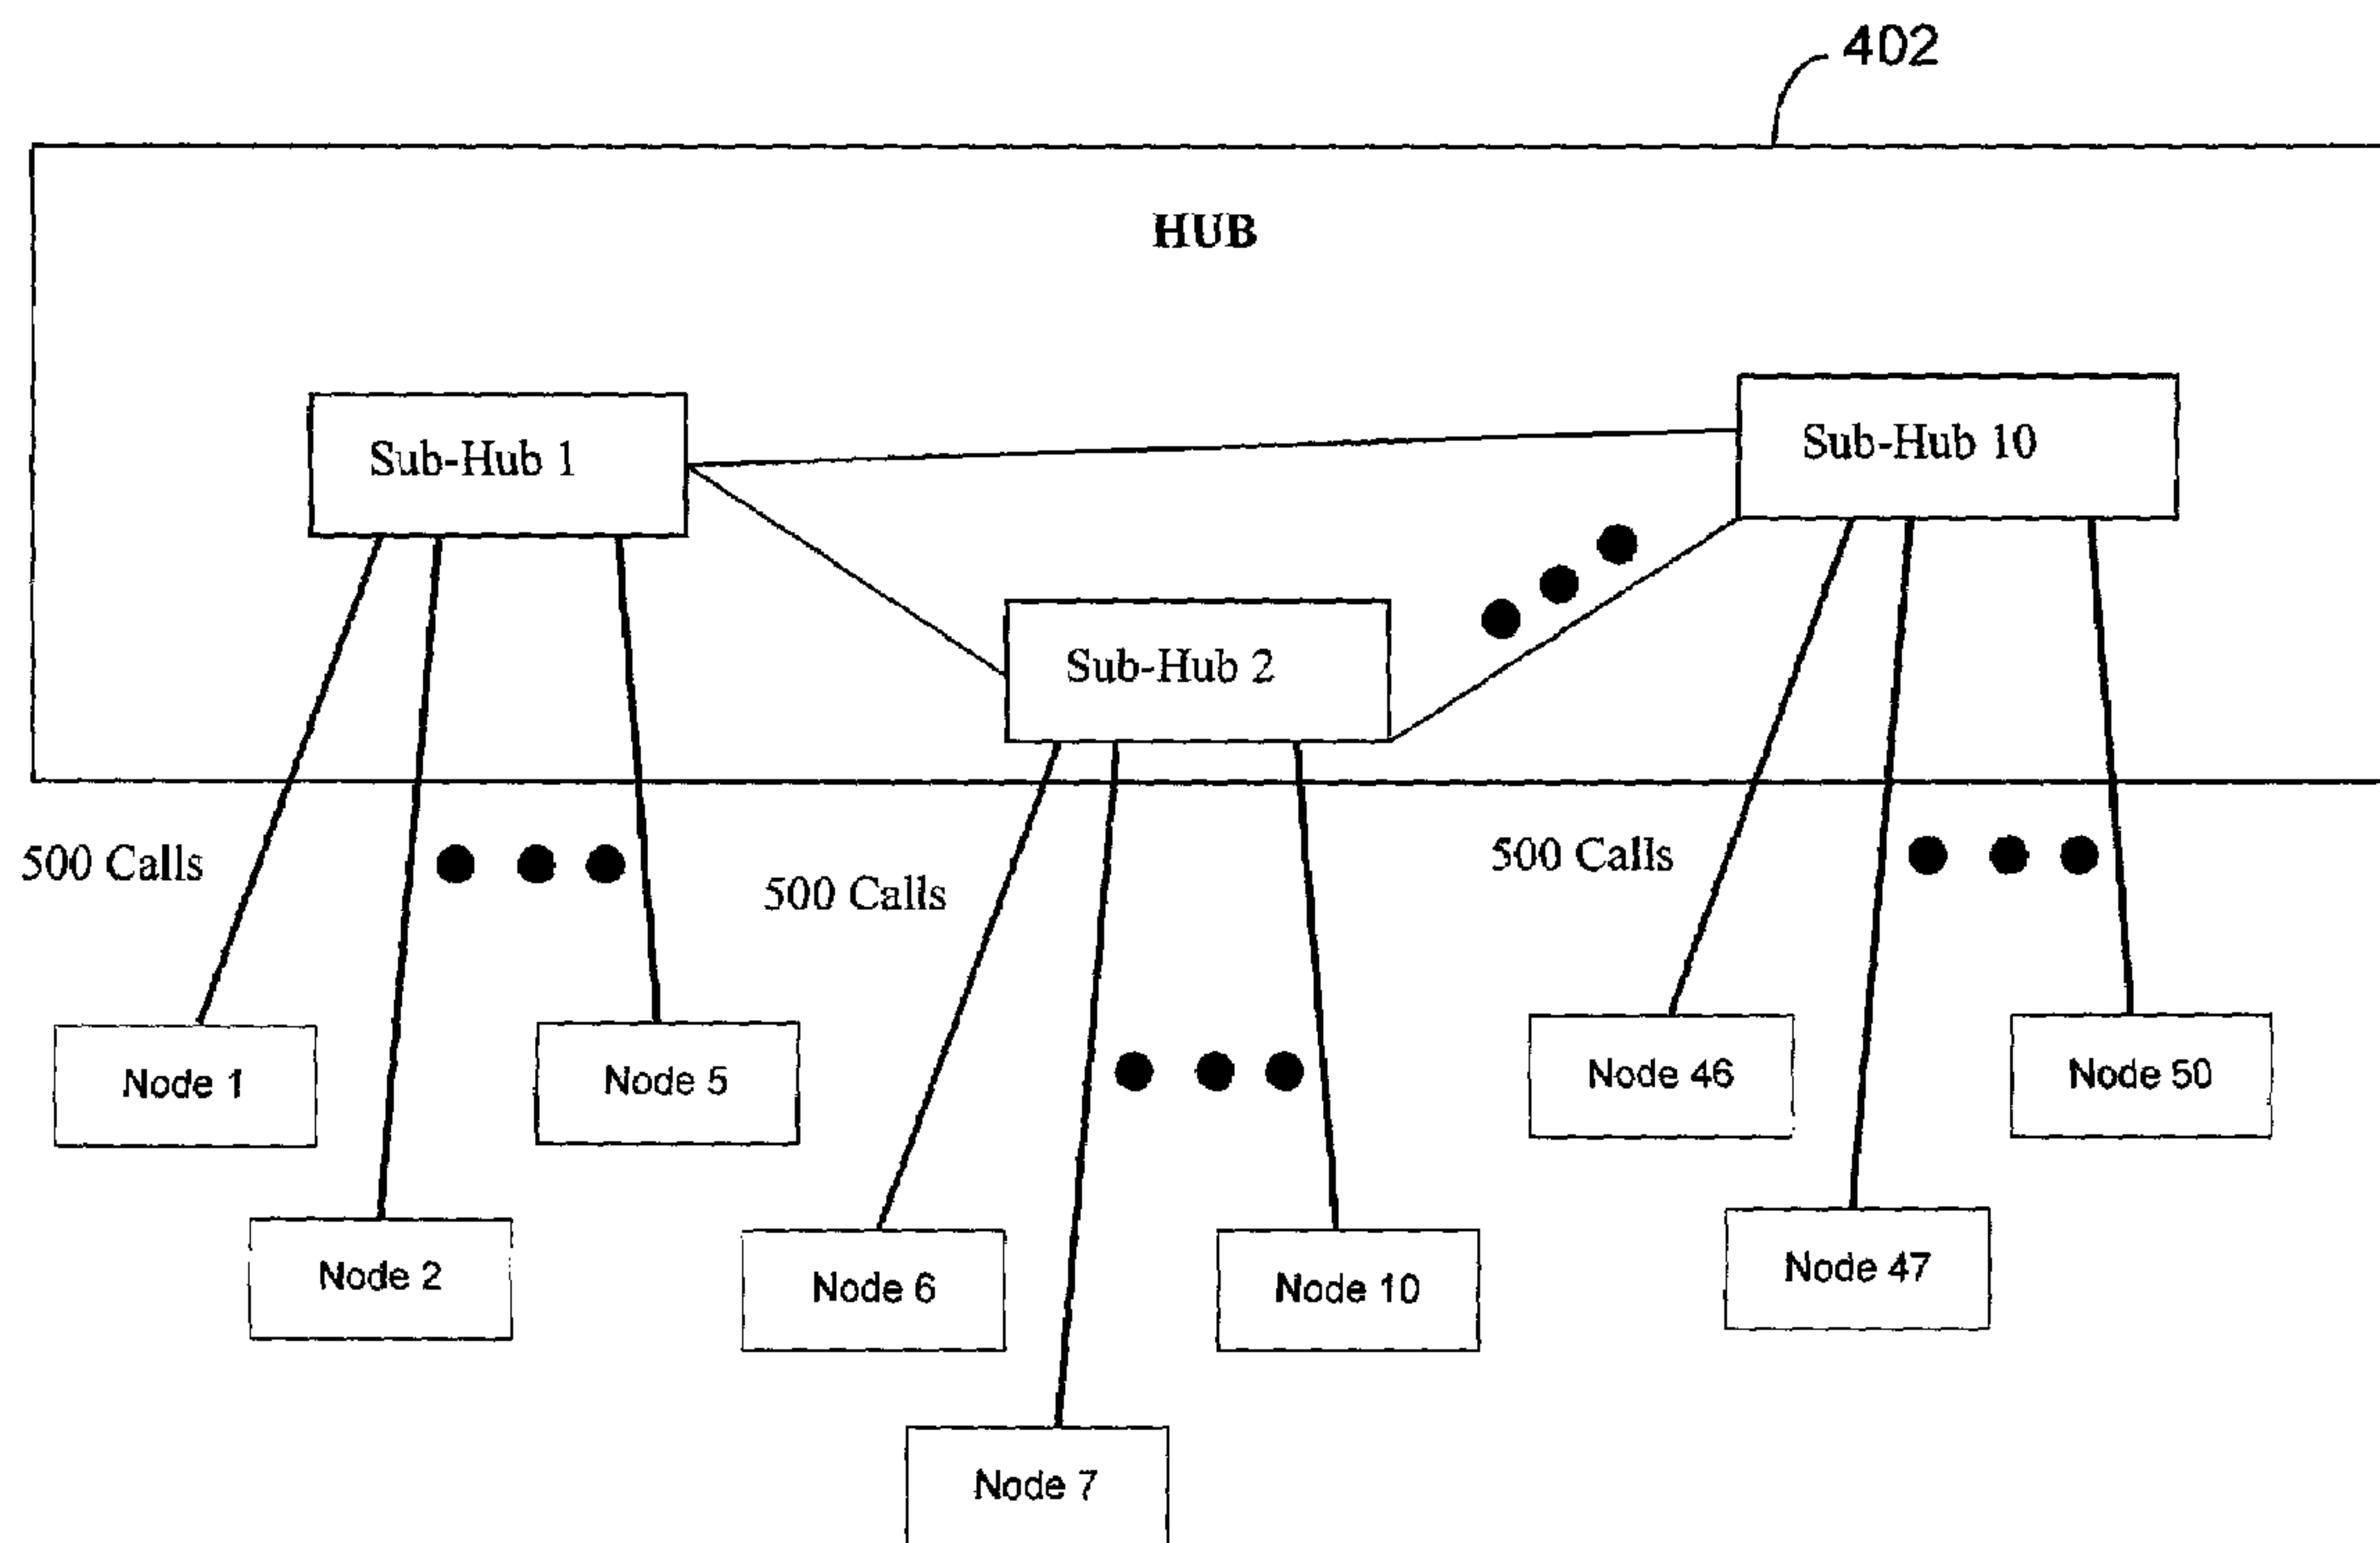 402
HUB
Sub-Hub 1
Sub-Hub 10
Sub-Hub 2
500 Calls
500 Calls
500 Calls
Node 1
Node 5
Node 46
Node 50
Node 2
Node 6
Node 10
Node 47
Node 7